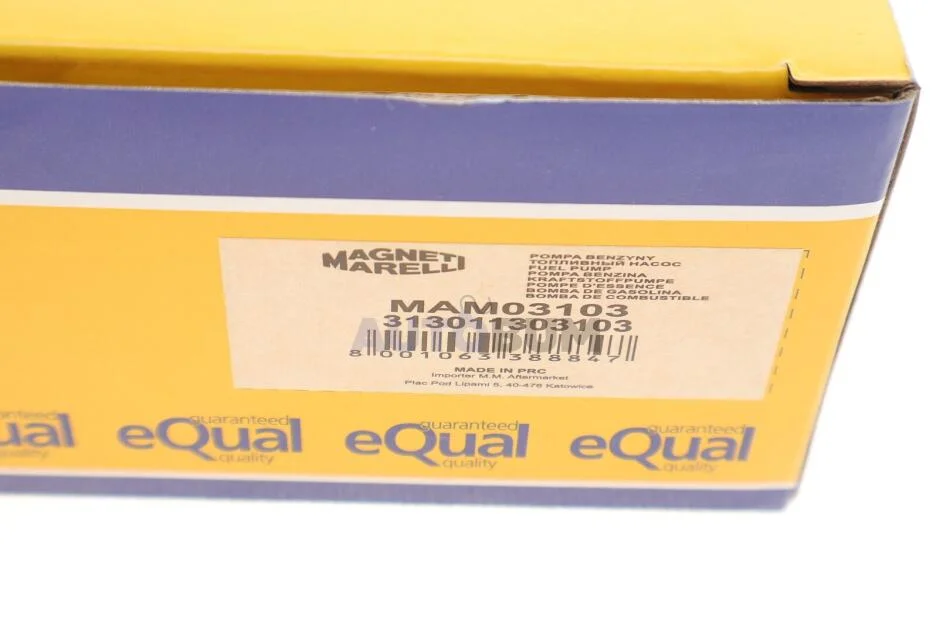 MAGNETI
MARELLI
POMPA BENZYNY
ТОПЛИВНЫЙ НАСОС
FUEL PUMP
POMPA BENZINA
KRAFTSTOFFPUMPE
POMPE D'ESSENCE
BOMBA DE GASOLINA
BOMBA DE COMBUSTIBLE
MAM03103
313011303103
8 001063 388847
MADE IN PRC
Importer M.M. Aftermarket
Plac Pod Lipami 5, 40-476 Katowice
guaranteed
eQual
quality
guaranteed
eQual
quality
guaranteed
eQual
quality